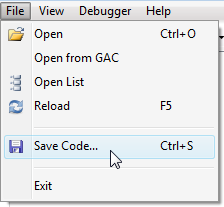 File View Debugger Help
Open Ctrl+O
Open from GAC
Open List
Reload F5
Save Code... Ctrl+S
Exit